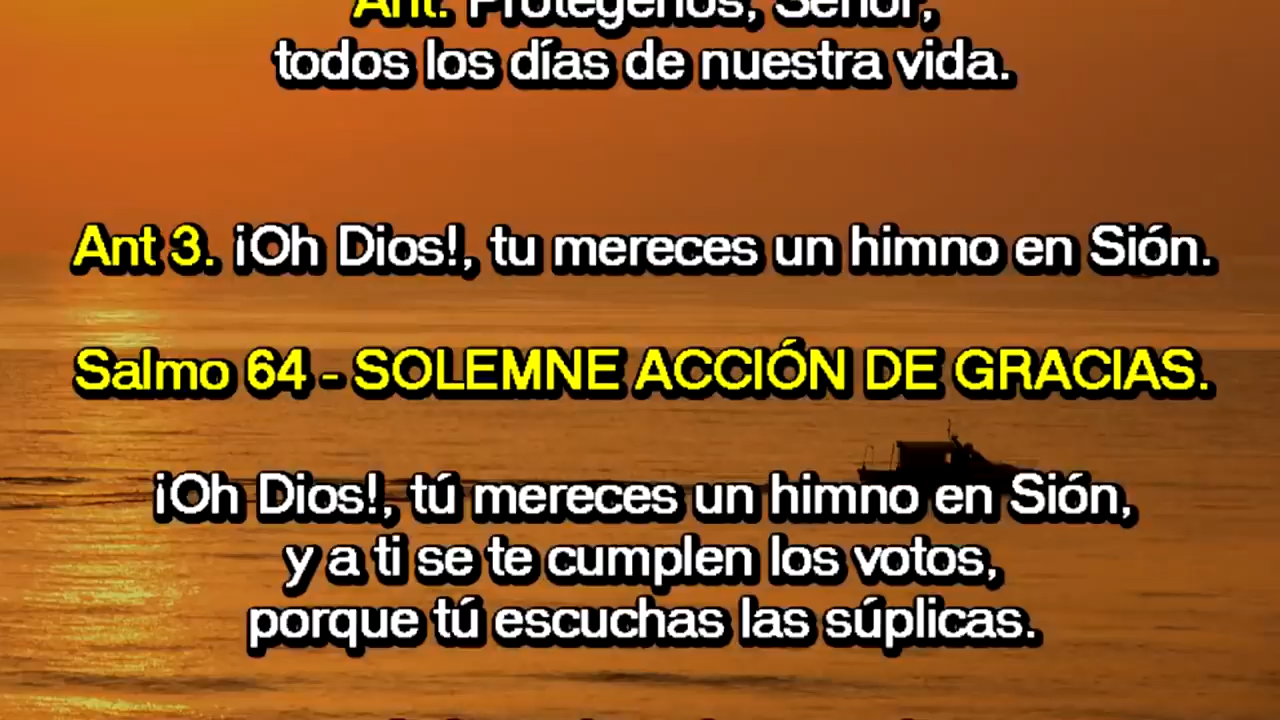 Ant. Protégenos, Señor,
todos los días de nuestra vida.
Ant 3. ¡Oh Dios!, tu mereces un himno en Sión.
Salmo 64 - SOLEMNE ACCIÓN DE GRACIAS.
¡Oh Dios!, tú mereces un himno en Sión,
y a ti se te cumplen los votos,
porque tú escuchas las súplicas.